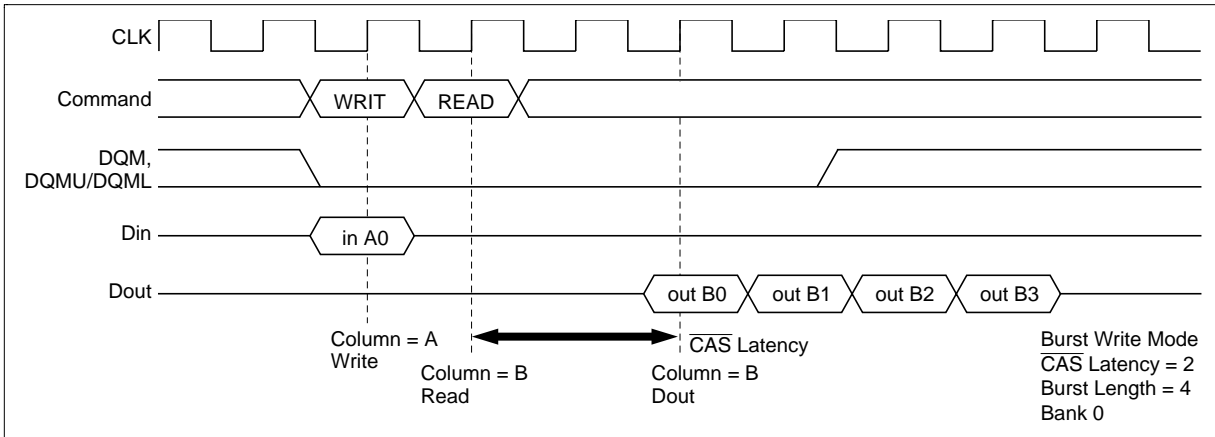 CLK
Command
WRIT
READ
DQM,
DQMU/DQML
Din
in A0
Dout
out B0
out B1
out B2
out B3
Column = A
Write
Column = B
Read
CAS Latency
Column = B
Dout
Burst Write Mode
CAS Latency = 2
Burst Length = 4
Bank 0